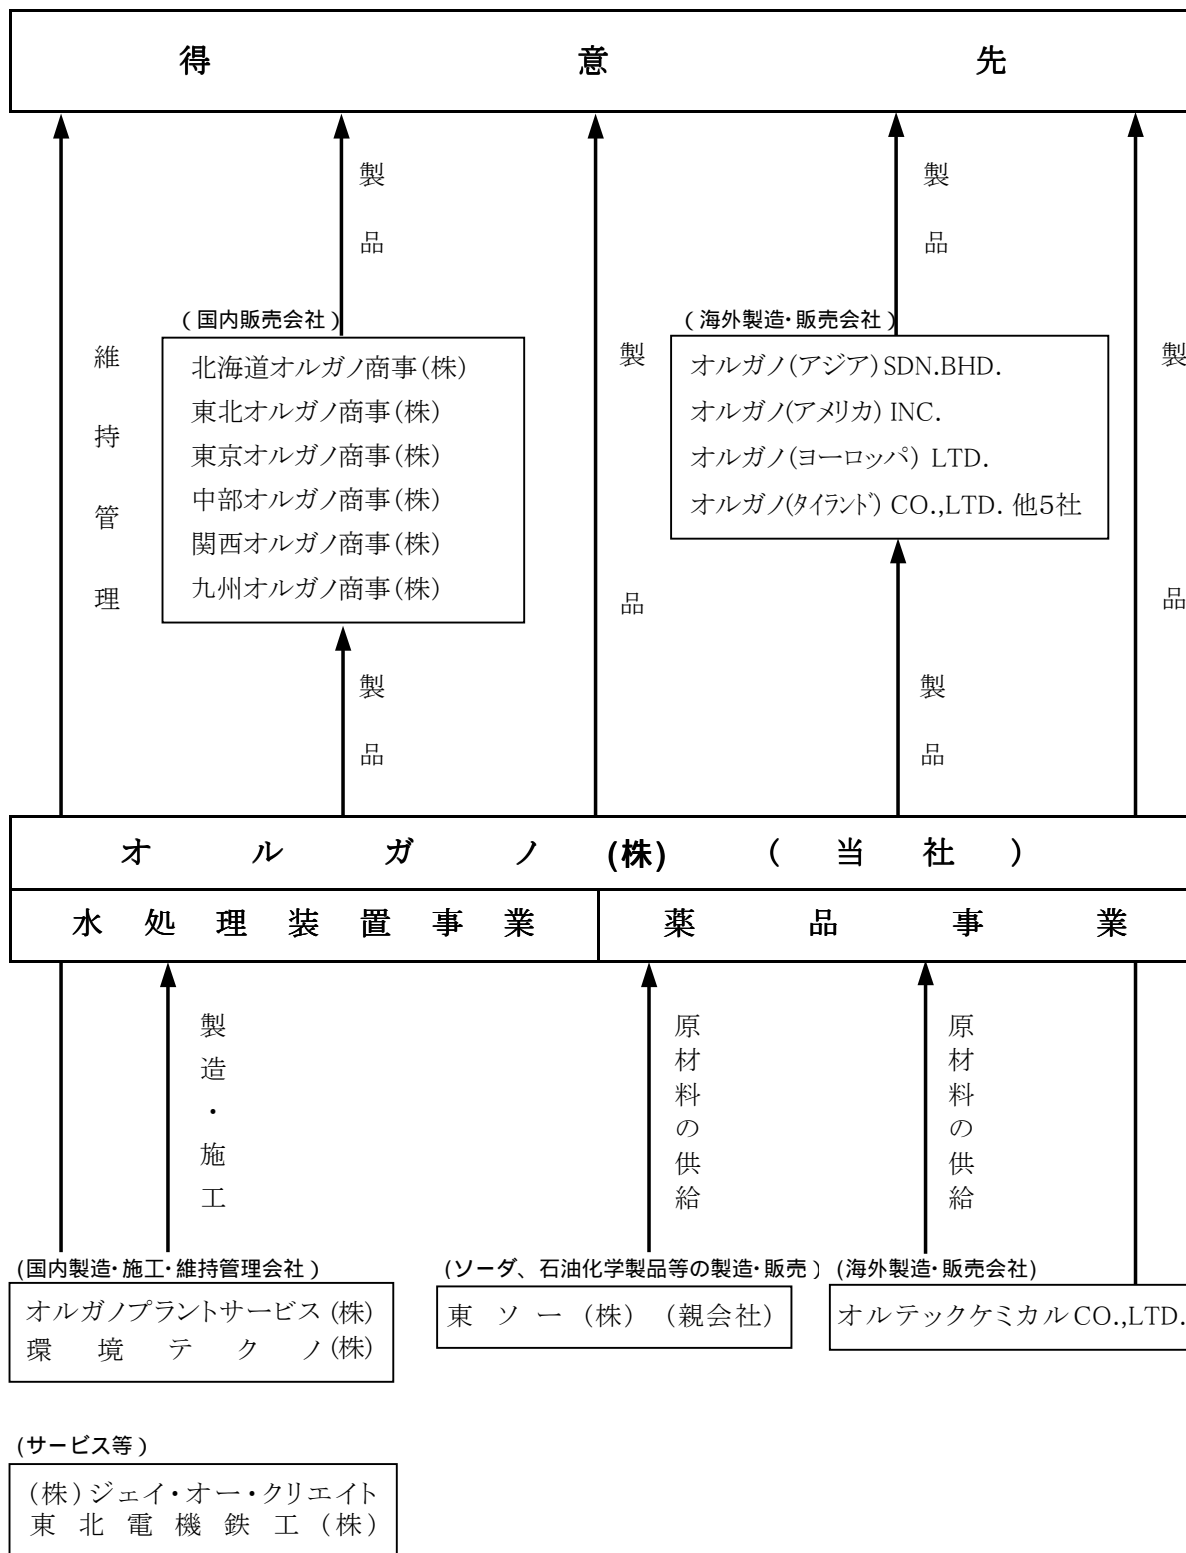 得意先
製品
製品
(国内販売会社)
(海外製造・販売会社)
維持管理
北海道オルガノ商事(株)
東北オルガノ商事(株)
東京オルガノ商事(株)
中部オルガノ商事(株)
関西オルガノ商事(株)
九州オルガノ商事(株)
製品
オルガノ(アジア)SDN.BHD.
オルガノ(アメリカ)INC.
オルガノ(ヨーロッパ) LTD.
オルガノ(タイランド) CO.,LTD. 他5社
製品
製品
製品
オルガノ(株) (当社)
水処理装置事業
薬品事業
製造・施工
原材料の供給
原材料の供給
(国内製造・施工・維持管理会社)
オルガノプラントサービス(株)
環境テクノ(株)
(ソーダ、石油化学製品等の製造・販売)
東ソー(株) (親会社)
(海外製造・販売会社)
オルテックケミカルCO.,LTD.
(サービス等)
(株)ジェイ・オー・クリエイト
東北電機鉄工(株)